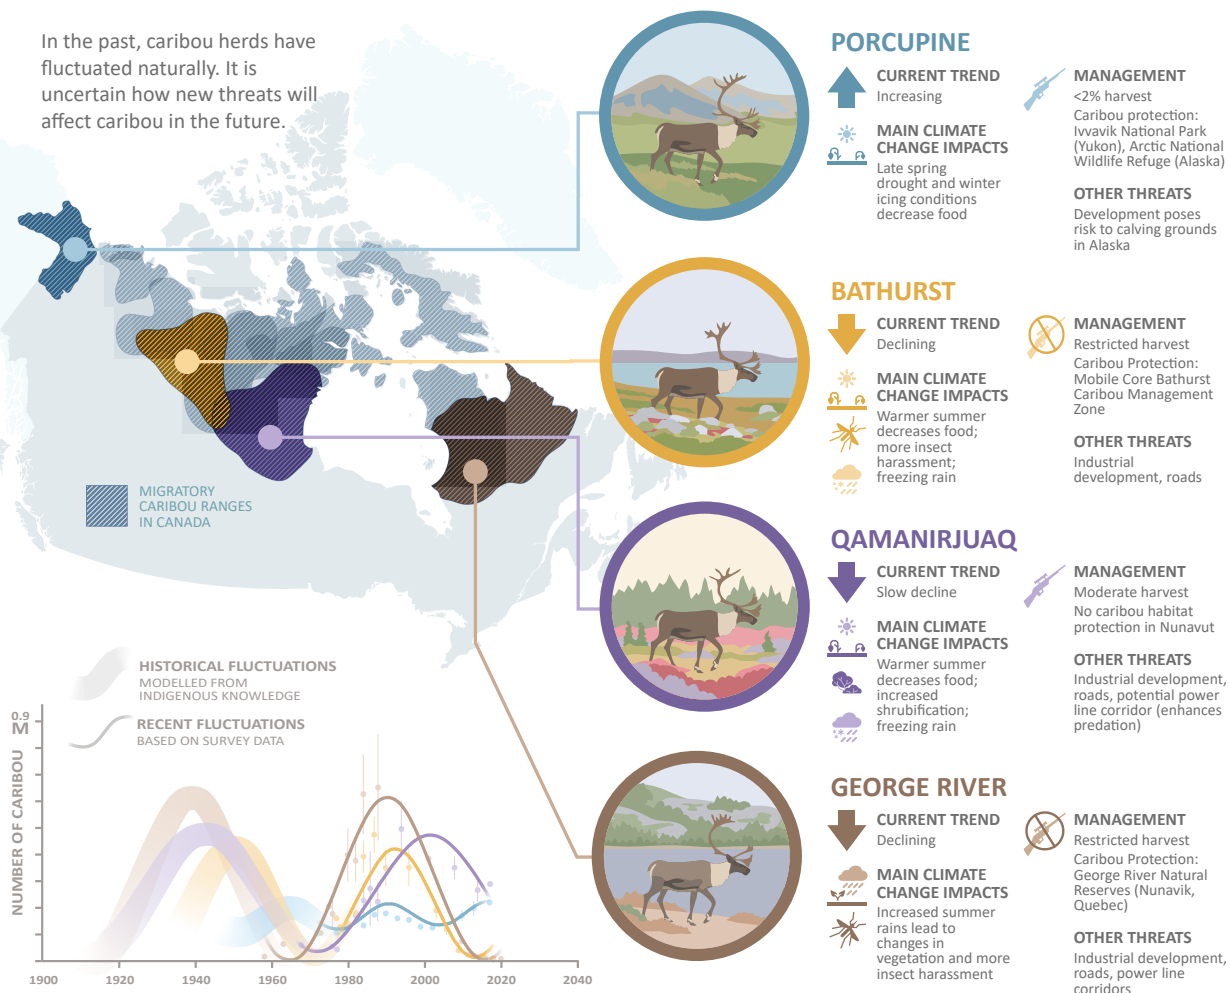 In the past, caribou herds have
fluctuated naturally. It is
uncertain how new threats will
affect caribou in the future.
MIGRATORY
CARIBOU RANGES
IN CANADA
PORCUPINE
CURRENT TREND
Increasing
MAIN CLIMATE
CHANGE IMPACTS
Late spring
drought and winter
icing conditions
decrease food
MANAGEMENT
<2% harvest
Caribou protection:
Ivvavik National Park
(Yukon), Arctic National
Wildlife Refuge (Alaska)
OTHER THREATS
Development poses
risk to calving grounds
in Alaska
BATHURST
CURRENT TREND
Declining
MAIN CLIMATE
CHANGE IMPACTS
Warmer summer
decreases food;
more insect
harassment;
freezing rain
MANAGEMENT
Restricted harvest
Caribou Protection:
Mobile Core Bathurst
Caribou Management
Zone
OTHER THREATS
Industrial
development, roads
QAMANIRJUAQ
CURRENT TREND
Slow decline
MAIN CLIMATE
CHANGE IMPACTS
Warmer summer
decreases food;
increased
shrubification;
freezing rain
MANAGEMENT
Moderate harvest
No caribou habitat
protection in Nunavut
OTHER THREATS
Industrial development,
roads, potential power
line corridor (enhances
predation)
GEORGE RIVER
CURRENT TREND
Declining
MAIN CLIMATE
CHANGE IMPACTS
Increased summer
rains lead to
changes in
vegetation and more
insect harassment
MANAGEMENT
Restricted harvest
Caribou Protection:
George River Natural
Reserves (Nunavik,
Quebec)
OTHER THREATS
Industrial development,
roads, power line
corridors
HISTORICAL FLUCTUATIONS
MODELLED FROM
INDIGENOUS KNOWLEDGE
RECENT FLUCTUATIONS
BASED ON SURVEY DATA
0.9
M
NUMBER OF CARIBOU
1900 1920 1940 1960 1980 2000 2020 2040